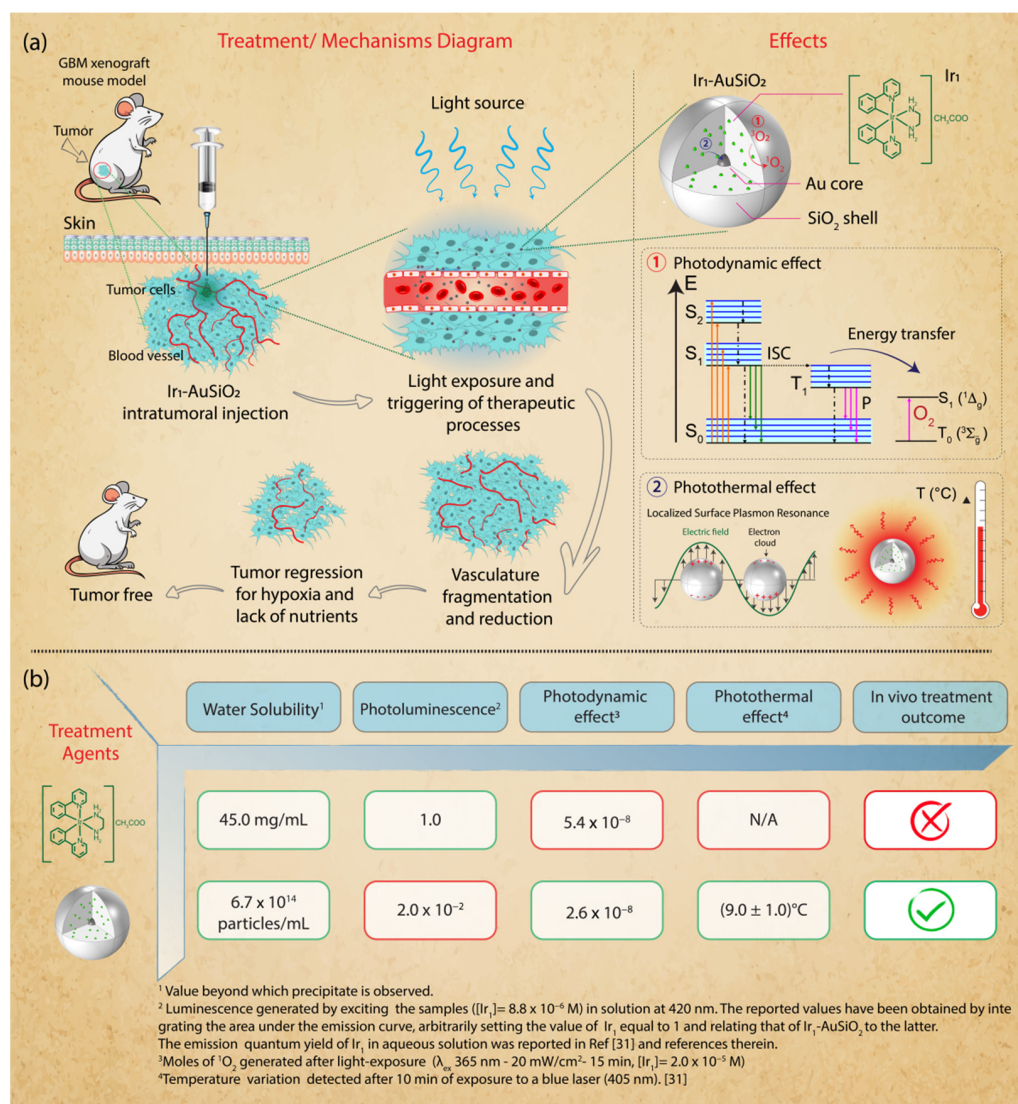 (a)
Treatment/ Mechanisms Diagram
Effects
GBM xenograft
mouse model
Tumor
Skin
Tumor cells
Blood vessel
Ir₁-AuSiO₂
intratumoral injection
Light source
Light exposure and
triggering of therapeutic
processes
Vasculature
fragmentation
and reduction
Tumor regression
for hypoxia and
lack of nutrients
Tumor free
Ir₁-AuSiO₂
1
³O₂
2
¹O₂
Au core
SiO₂ shell
Ir₁
N
Ir
N
NH₂
NH₂
CH₃COO
1 Photodynamic effect
E
S₂
S₁
S₀
ISC
T₁
P
Energy transfer
O₂
S₁ (¹Δg)
T₀ (³Σg̅)
2 Photothermal effect
Localized Surface Plasmon Resonance
Electric field
Electron
cloud
T (°C)
(b)
Treatment
Agents
Water Solubility¹
Photoluminescence²
Photodynamic
effect³
Photothermal
effect⁴
In vivo treatment
outcome
N
Ir
N
NH₂
NH₂
CH₃COO
45.0 mg/mL
1.0
5.4 x 10⁻⁸
N/A
6.7 x 10¹⁴
particles/mL
2.0 x 10⁻²
2.6 x 10⁻⁸
(9.0 ± 1.0)°C
¹ Value beyond which precipitate is observed.
² Luminescence generated by exciting the samples ([Ir₁]= 8.8 x 10⁻⁶ M) in solution at 420 nm. The reported values have been obtained by inte
grating the area under the emission curve, arbitrarily setting the value of Ir₁ equal to 1 and relating that of Ir₁-AuSiO₂ to the latter.
The emission quantum yield of Ir₁ in aqueous solution was reported in Ref [31] and references therein.
³Moles of ¹O₂ generated after light-exposure (λex 365 nm - 20 mW/cm²- 15 min, [Ir₁]= 2.0 x 10⁻⁵ M)
⁴Temperature variation detected after 10 min of exposure to a blue laser (405 nm). [31]